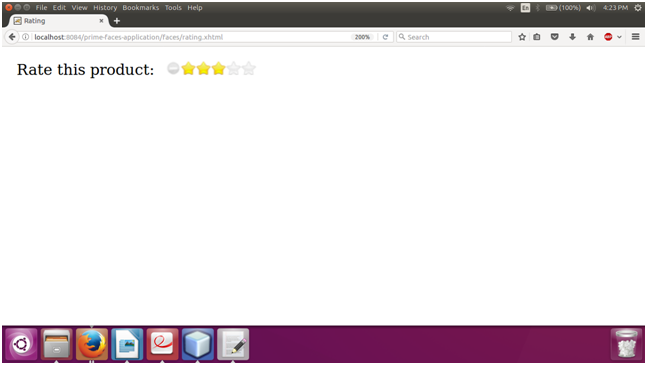 File Edit View History Bookmarks Tools Help En (100%) 4:23 PM
Rating
localhost:8084/prime-faces-application/faces/rating.xhtml 200% Search ABP
Rate this product: